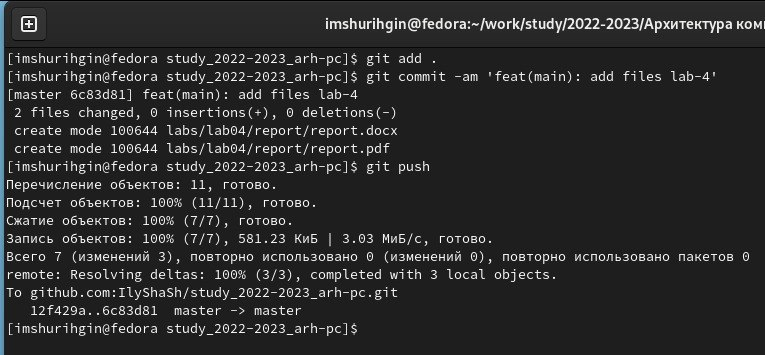 imshurihgin@fedora:~/work/study/2022-2023/Архитектура ком
[imshurihgin@fedora study_2022-2023_arh-pc]$ git add .
[imshurihgin@fedora study_2022-2023_arh-pc]$ git commit -am 'feat(main): add files lab-4'
[master 6c83d81] feat(main): add files lab-4
 2 files changed, 0 insertions(+), 0 deletions(-)
 create mode 100644 labs/lab04/report/report.docx
 create mode 100644 labs/lab04/report/report.pdf
[imshurihgin@fedora study_2022-2023_arh-pc]$ git push
Перечисление объектов: 11, готово.
Подсчет объектов: 100% (11/11), готово.
Сжатие объектов: 100% (7/7), готово.
Запись объектов: 100% (7/7), 581.23 КиБ | 3.03 МиБ/с, готово.
Всего 7 (изменений 3), повторно использовано 0 (изменений 0), повторно использовано пакетов 0
remote: Resolving deltas: 100% (3/3), completed with 3 local objects.
To github.com:IlyShaSh/study_2022-2023_arh-pc.git
   12f429a..6c83d81  master -> master
[imshurihgin@fedora study_2022-2023_arh-pc]$